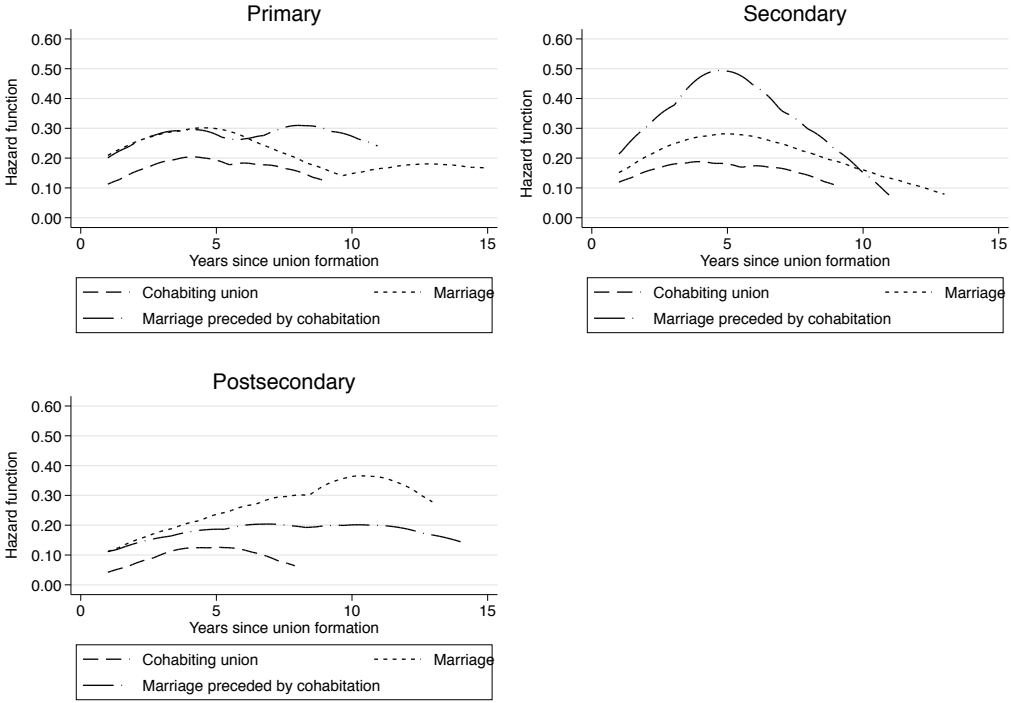 Primary
Hazard function
0.60
0.50
0.40
0.30
0.20
0.10
0.00
0 5 10 15
Years since union formation
Cohabiting union Marriage
Marriage preceded by cohabitation
Secondary
Hazard function
0.60
0.50
0.40
0.30
0.20
0.10
0.00
0 5 10 15
Years since union formation
Cohabiting union Marriage
Marriage preceded by cohabitation
Postsecondary
Hazard function
0.60
0.50
0.40
0.30
0.20
0.10
0.00
0 5 10 15
Years since union formation
Cohabiting union Marriage
Marriage preceded by cohabitation